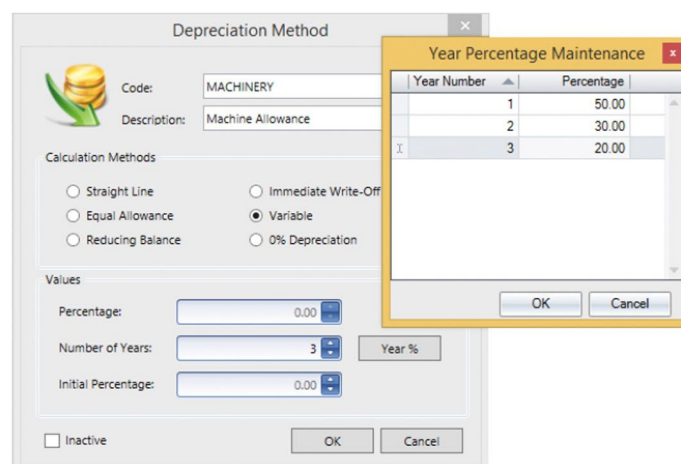 Depreciation Method
Code: MACHINERY
Description: Machine Allowance
Calculation Methods
Straight Line Immediate Write-Off
Equal Allowance Variable
Reducing Balance 0% Depreciation
Values
Percentage: 0.00
Number of Years: 3 Year %
Initial Percentage: 0.00
Inactive OK Cancel
Year Percentage Maintenance
Year Number Percentage
1 50.00
2 30.00
3 20.00
OK Cancel